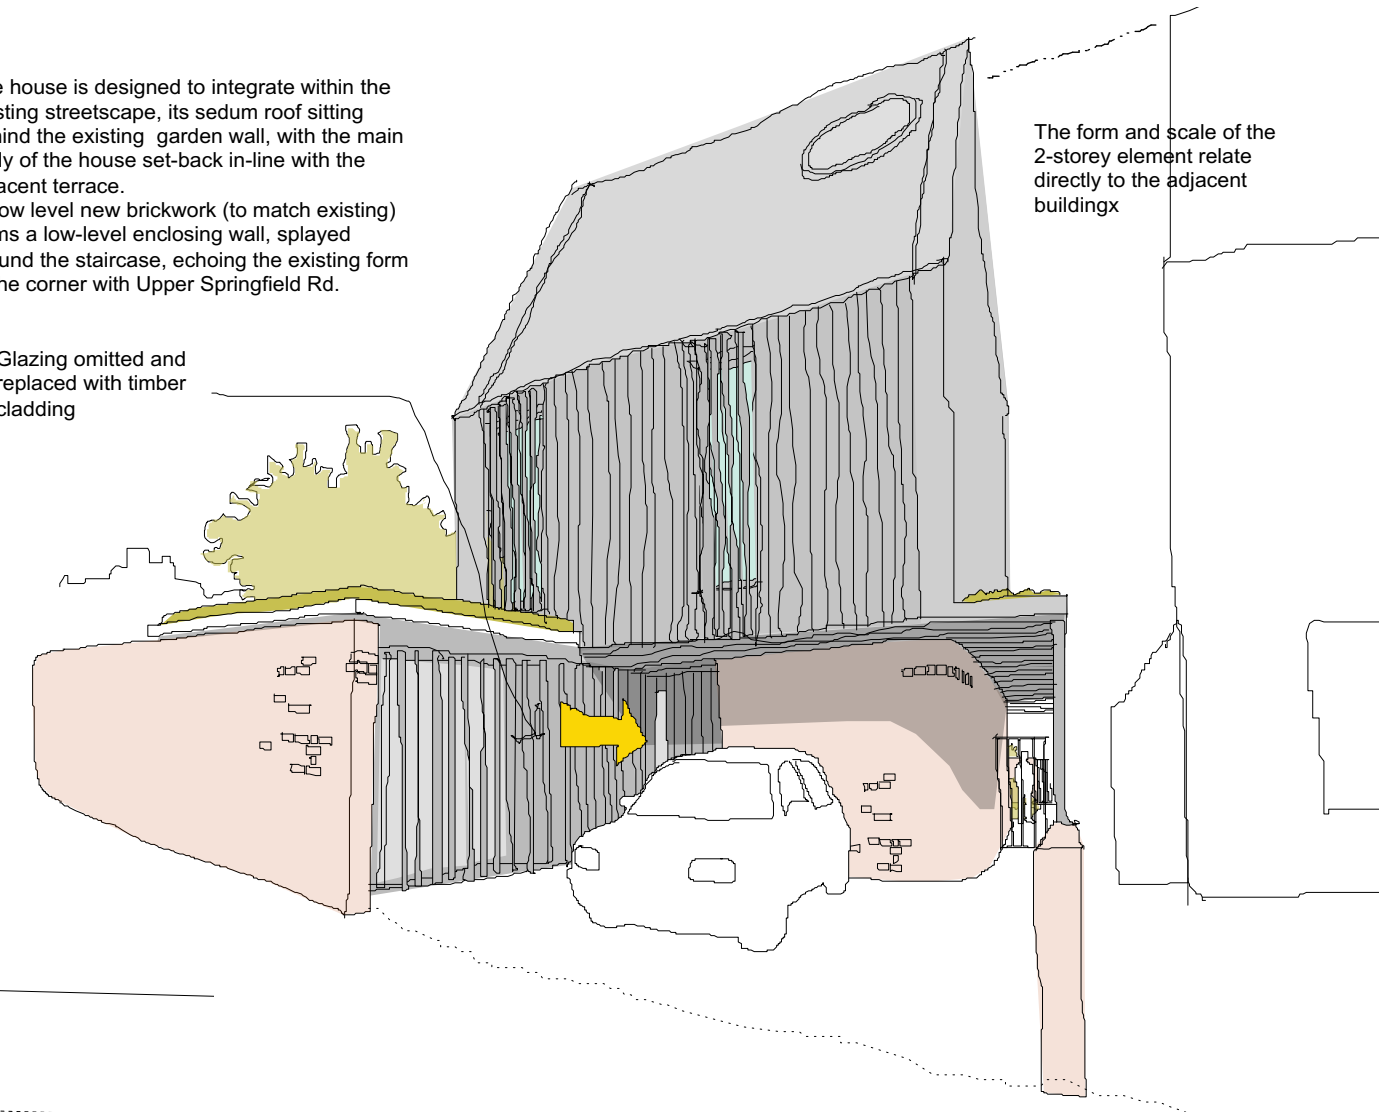 e house is designed to integrate within the
sting streetscape, its sedum roof sitting
hind the existing garden wall, with the main
dy of the house set-back in-line with the
acent terrace.
ow level new brickwork (to match existing)
ms a low-level enclosing wall, splayed
und the staircase, echoing the existing form
he corner with Upper Springfield Rd.
Glazing omitted and
replaced with timber
cladding
The form and scale of the
2-storey element relate
directly to the adjacent
buildingx